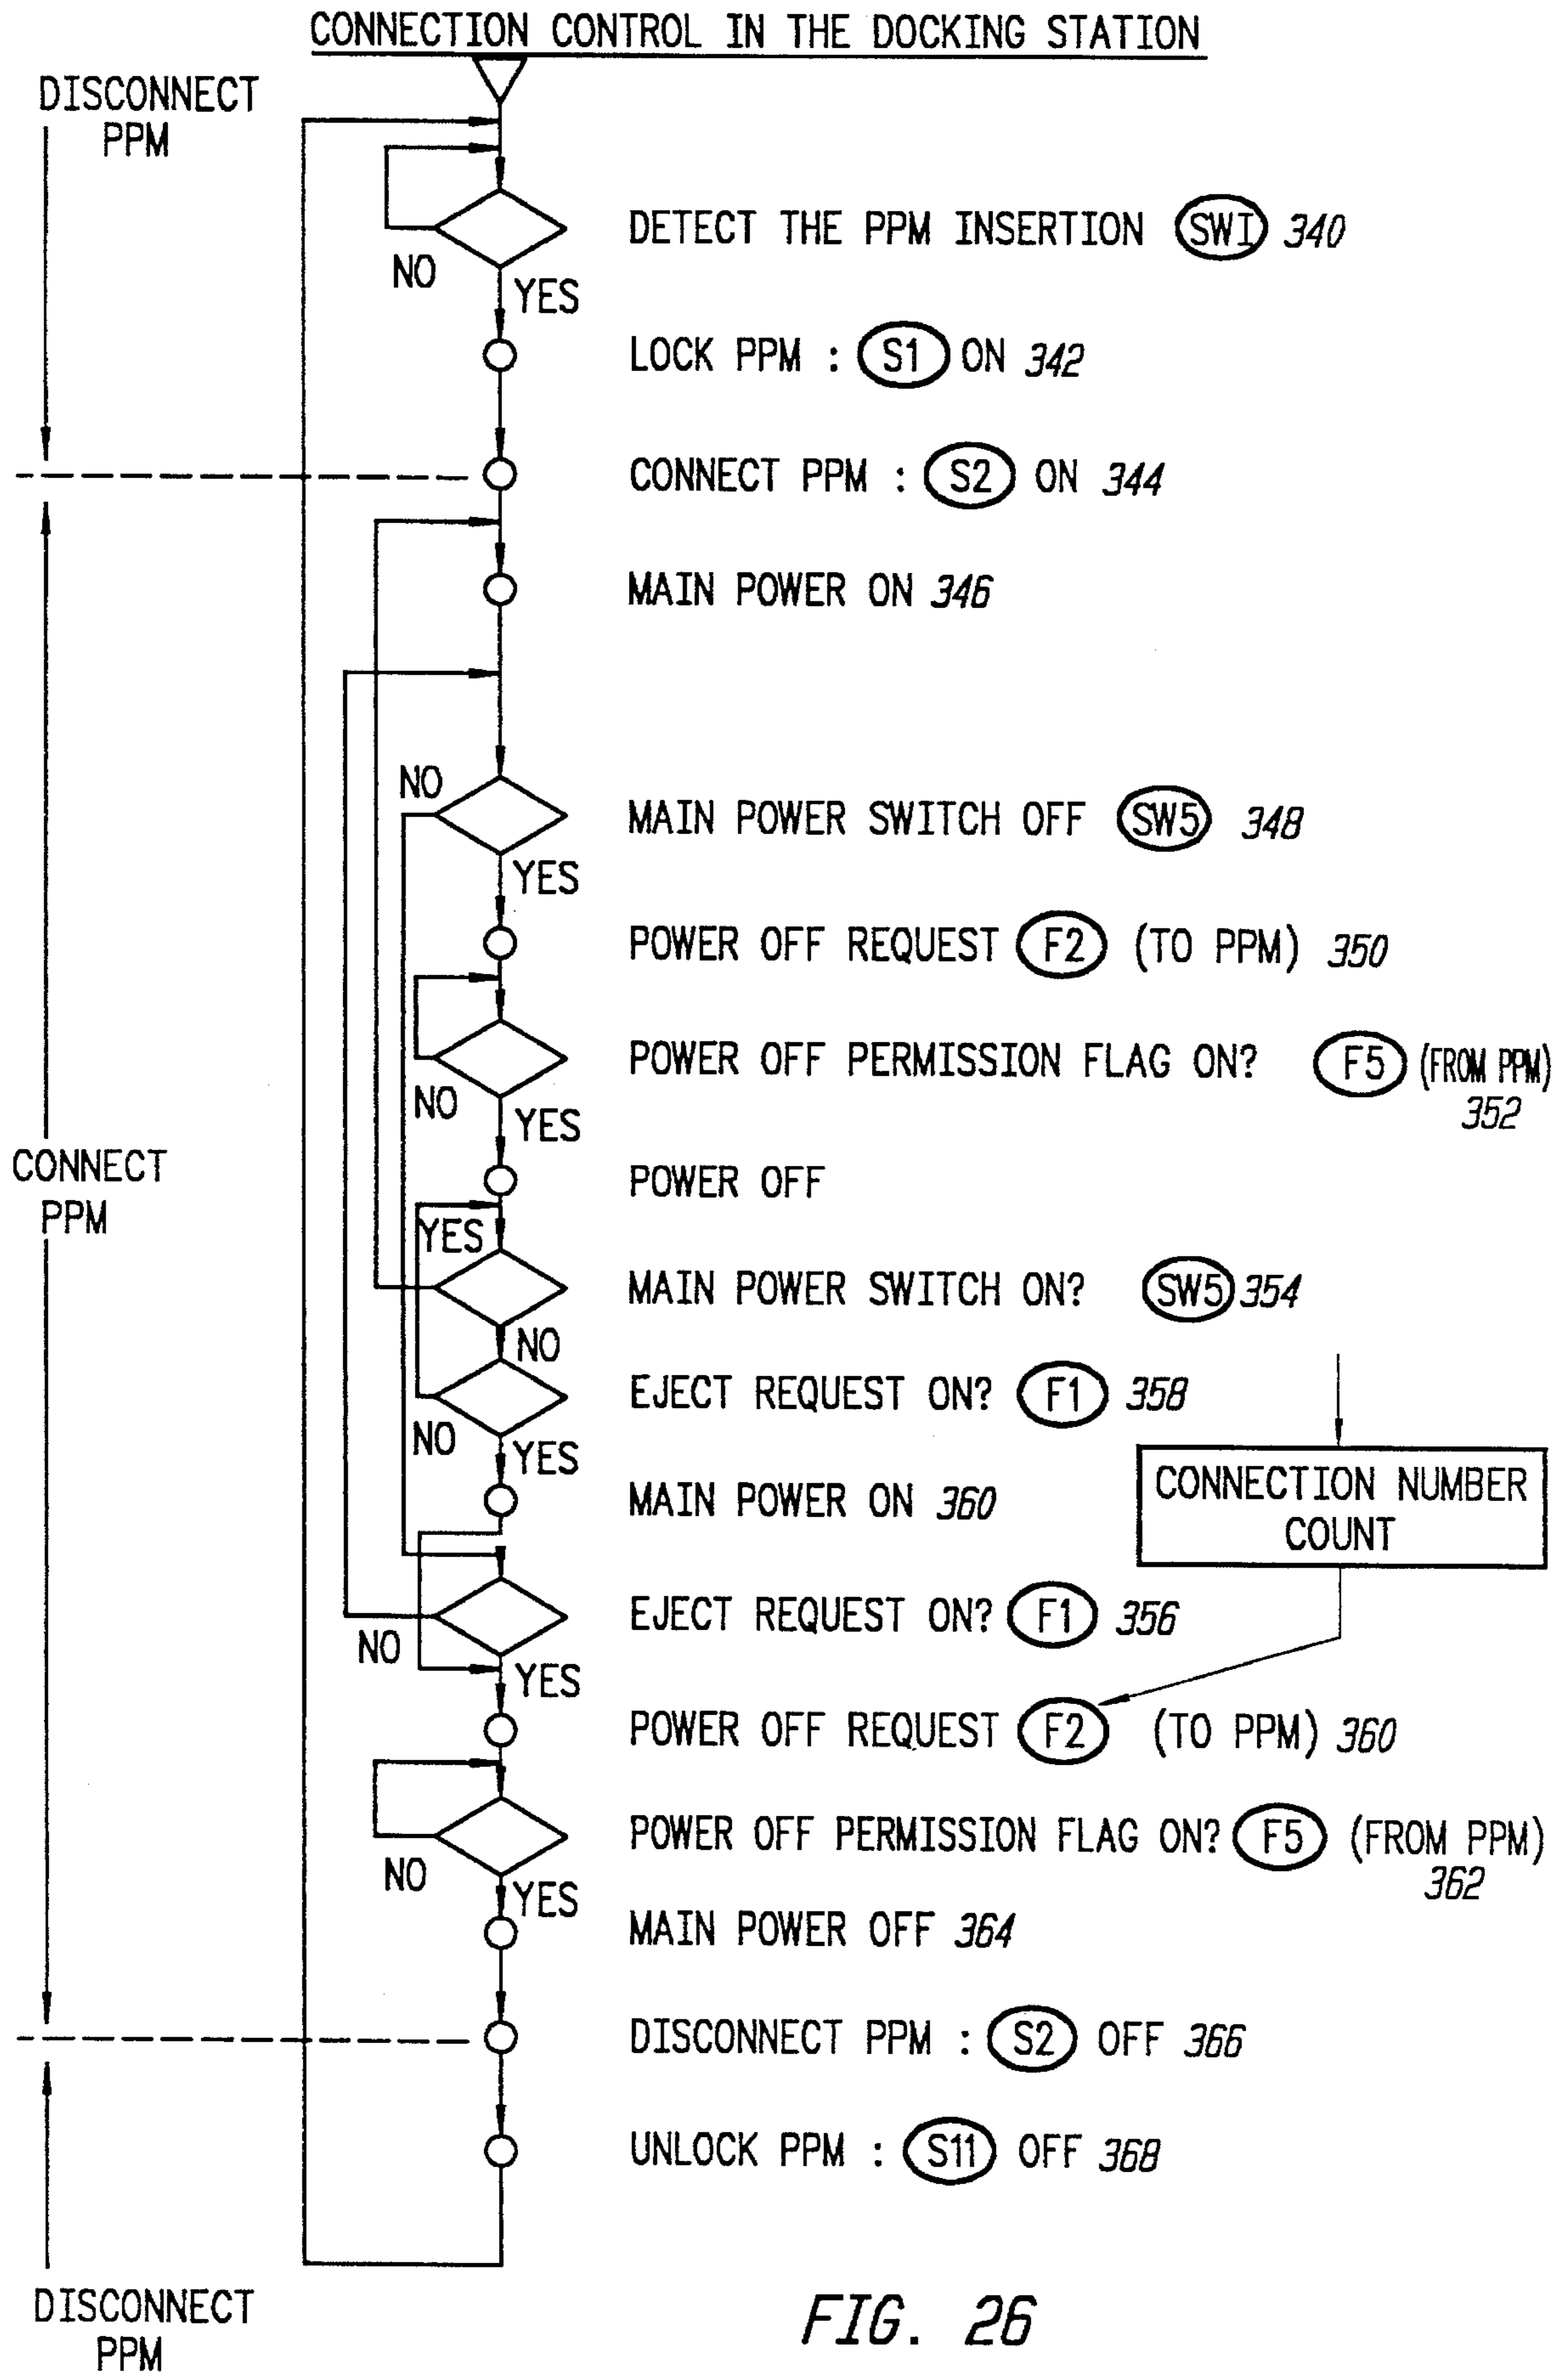 CONNECTION CONTROL IN THE DOCKING STATION
DISCONNECT
PPM
DETECT THE PPM INSERTION SWI 340
NO
YES
LOCK PPM : S1 ON 342
CONNECT PPM : S2 ON 344
MAIN POWER ON 346
NO
MAIN POWER SWITCH OFF SW5 348
YES
POWER OFF REQUEST F2 (TO PPM) 350
POWER OFF PERMISSION FLAG ON? F5 (FROM PPM)
352
NO
YES
CONNECT
PPM
POWER OFF
YES
MAIN POWER SWITCH ON? SW5 354
NO
EJECT REQUEST ON? F1 358
NO
YES
CONNECTION NUMBER
COUNT
MAIN POWER ON 360
EJECT REQUEST ON? F1 356
NO
YES
POWER OFF REQUEST F2 (TO PPM) 360
POWER OFF PERMISSION FLAG ON? F5 (FROM PPM)
362
NO
YES
MAIN POWER OFF 364
DISCONNECT PPM : S2 OFF 366
UNLOCK PPM : S11 OFF 368
DISCONNECT
PPM
FIG. 26